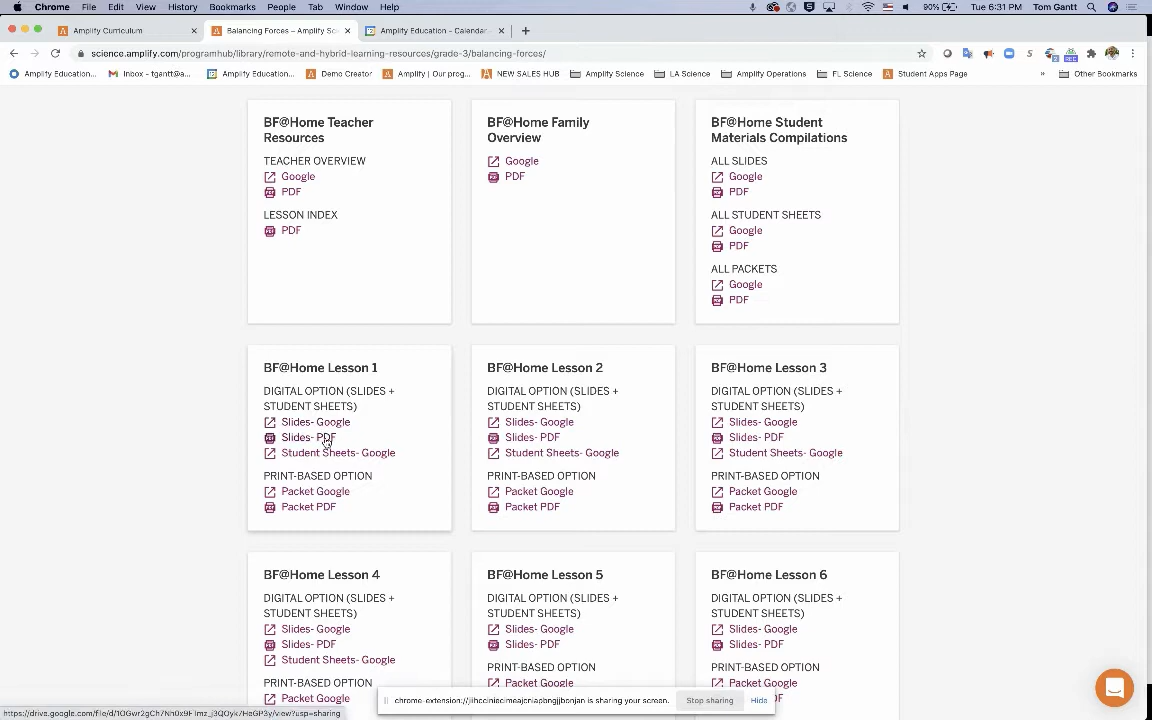 Chrome File Edit View History Bookmarks People Tab Window Help
90% Tue 6:31 PM Tom Gantt
Amplify Curriculum
Balancing Forces – Amplify Sc
Amplify Education - Calendar
science.amplify.com/programhub/library/remote-and-hybrid-learning-resources/grade-3/balancing-forces/
Amplify Education... Inbox - tgantt@a... Amplify Education... Demo Creator Amplify | Our prog... NEW SALES HUB Amplify Science LA Science Amplify Operations FL Science Student Apps Page » Other Bookmarks
BF@Home Teacher
Resources
TEACHER OVERVIEW
Google
PDF
LESSON INDEX
PDF
BF@Home Family
Overview
Google
PDF
BF@Home Student
Materials Compilations
ALL SLIDES
Google
PDF
ALL STUDENT SHEETS
Google
PDF
ALL PACKETS
Google
PDF
BF@Home Lesson 1
DIGITAL OPTION (SLIDES +
STUDENT SHEETS)
Slides- Google
Slides- PDF
Student Sheets- Google
PRINT-BASED OPTION
Packet Google
Packet PDF
BF@Home Lesson 2
DIGITAL OPTION (SLIDES +
STUDENT SHEETS)
Slides- Google
Slides- PDF
Student Sheets- Google
PRINT-BASED OPTION
Packet Google
Packet PDF
BF@Home Lesson 3
DIGITAL OPTION (SLIDES +
STUDENT SHEETS)
Slides- Google
Slides- PDF
Student Sheets- Google
PRINT-BASED OPTION
Packet Google
Packet PDF
BF@Home Lesson 4
DIGITAL OPTION (SLIDES +
STUDENT SHEETS)
Slides- Google
Slides- PDF
Student Sheets- Google
PRINT-BASED OPTION
Packet Google
BF@Home Lesson 5
DIGITAL OPTION (SLIDES +
STUDENT SHEETS)
Slides- Google
Slides- PDF
PRINT-BASED OPTION
Packet Google
BF@Home Lesson 6
DIGITAL OPTION (SLIDES +
STUDENT SHEETS)
Slides- Google
Slides- PDF
PRINT-BASED OPTION
Packet Google
chrome-extension://jihcciniecimeajcniapbngjjbonjan is sharing your screen. Stop sharing Hide